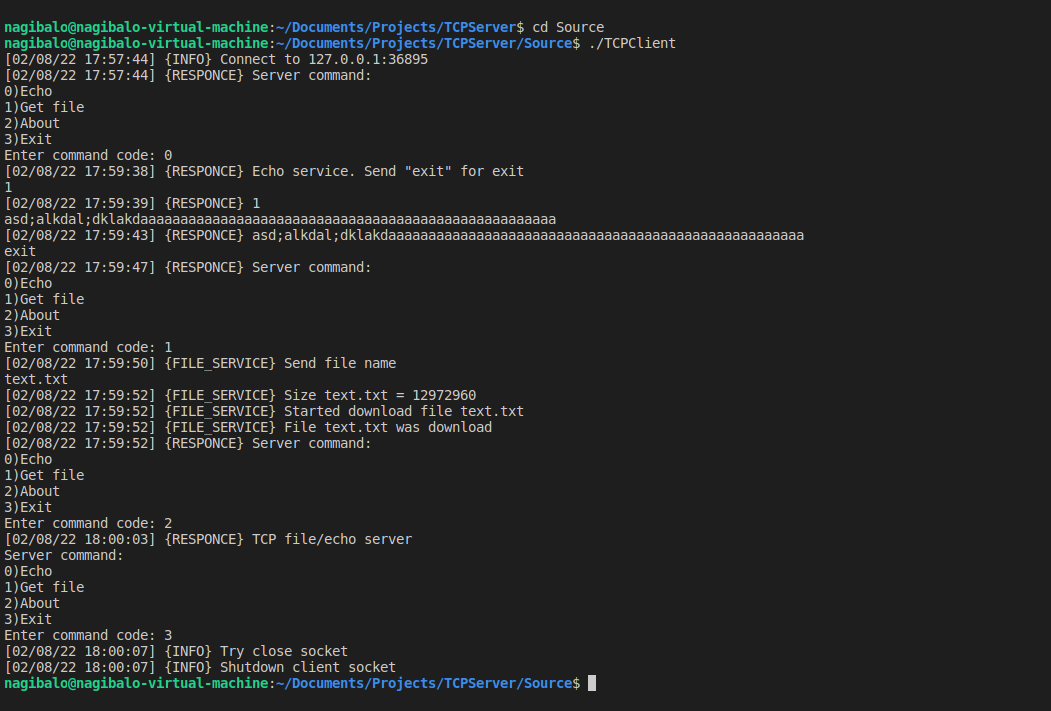 nagibalo@nagibalo-virtual-machine:~/Documents/Projects/TCPServer$ cd Source
nagibalo@nagibalo-virtual-machine:~/Documents/Projects/TCPServer/Source$ ./TCPClient
[02/08/22 17:57:44] {INFO} Connect to 127.0.0.1:36895
[02/08/22 17:57:44] {RESPONCE} Server command:
0)Echo
1)Get file
2)About
3)Exit
Enter command code: 0
[02/08/22 17:59:38] {RESPONCE} Echo service. Send "exit" for exit
1
[02/08/22 17:59:39] {RESPONCE} 1
asd;alkdal;dklakdaaaaaaaaaaaaaaaaaaaaaaaaaaaaaaaaaaaaaaaaaaaaaaaaaaaa
[02/08/22 17:59:43] {RESPONCE} asd;alkdal;dklakdaaaaaaaaaaaaaaaaaaaaaaaaaaaaaaaaaaaaaaaaaaaaaaaaaaaa
exit
[02/08/22 17:59:47] {RESPONCE} Server command:
0)Echo
1)Get file
2)About
3)Exit
Enter command code: 1
[02/08/22 17:59:50] {FILE_SERVICE} Send file name
text.txt
[02/08/22 17:59:52] {FILE_SERVICE} Size text.txt = 12972960
[02/08/22 17:59:52] {FILE_SERVICE} Started download file text.txt
[02/08/22 17:59:52] {FILE_SERVICE} File text.txt was download
[02/08/22 17:59:52] {RESPONCE} Server command:
0)Echo
1)Get file
2)About
3)Exit
Enter command code: 2
[02/08/22 18:00:03] {RESPONCE} TCP file/echo server
Server command:
0)Echo
1)Get file
2)About
3)Exit
Enter command code: 3
[02/08/22 18:00:07] {INFO} Try close socket
[02/08/22 18:00:07] {INFO} Shutdown client socket
nagibalo@nagibalo-virtual-machine:~/Documents/Projects/TCPServer/Source$